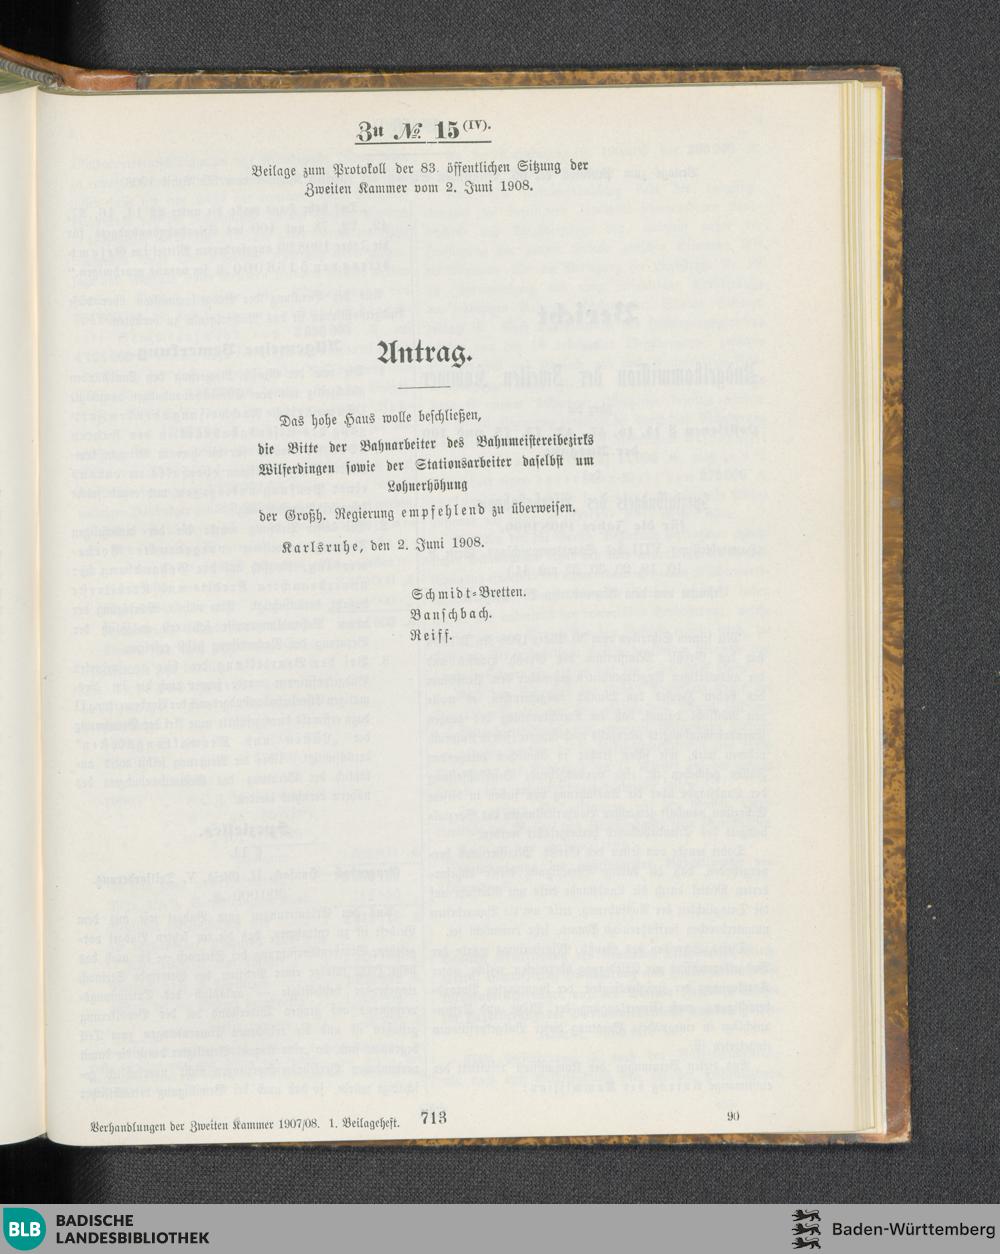 Zu № 15 (IV).
Beilage zum Protokoll der 83. öffentlichen Sitzung der
Zweiten Kammer vom 2. Juni 1908.
Antrag.
Das hohe Haus wolle beschließen,
die Bitte der Bahnarbeiter des Bahnmeistereibezirks
Wilferdingen sowie der Stationsarbeiter daselbst um
Lohnerhöhung
der Großh. Regierung empfehlend zu überweisen.
Karlsruhe, den 2. Juni 1908.
Schmidt-Bretten.
Banschbach.
Reiff.
Verhandlungen der Zweiten Kammer 1907/08. 1. Beilageheft.
713
90
BLB
BADISCHE
LANDESBIBLIOTHEK
Baden-Württemberg